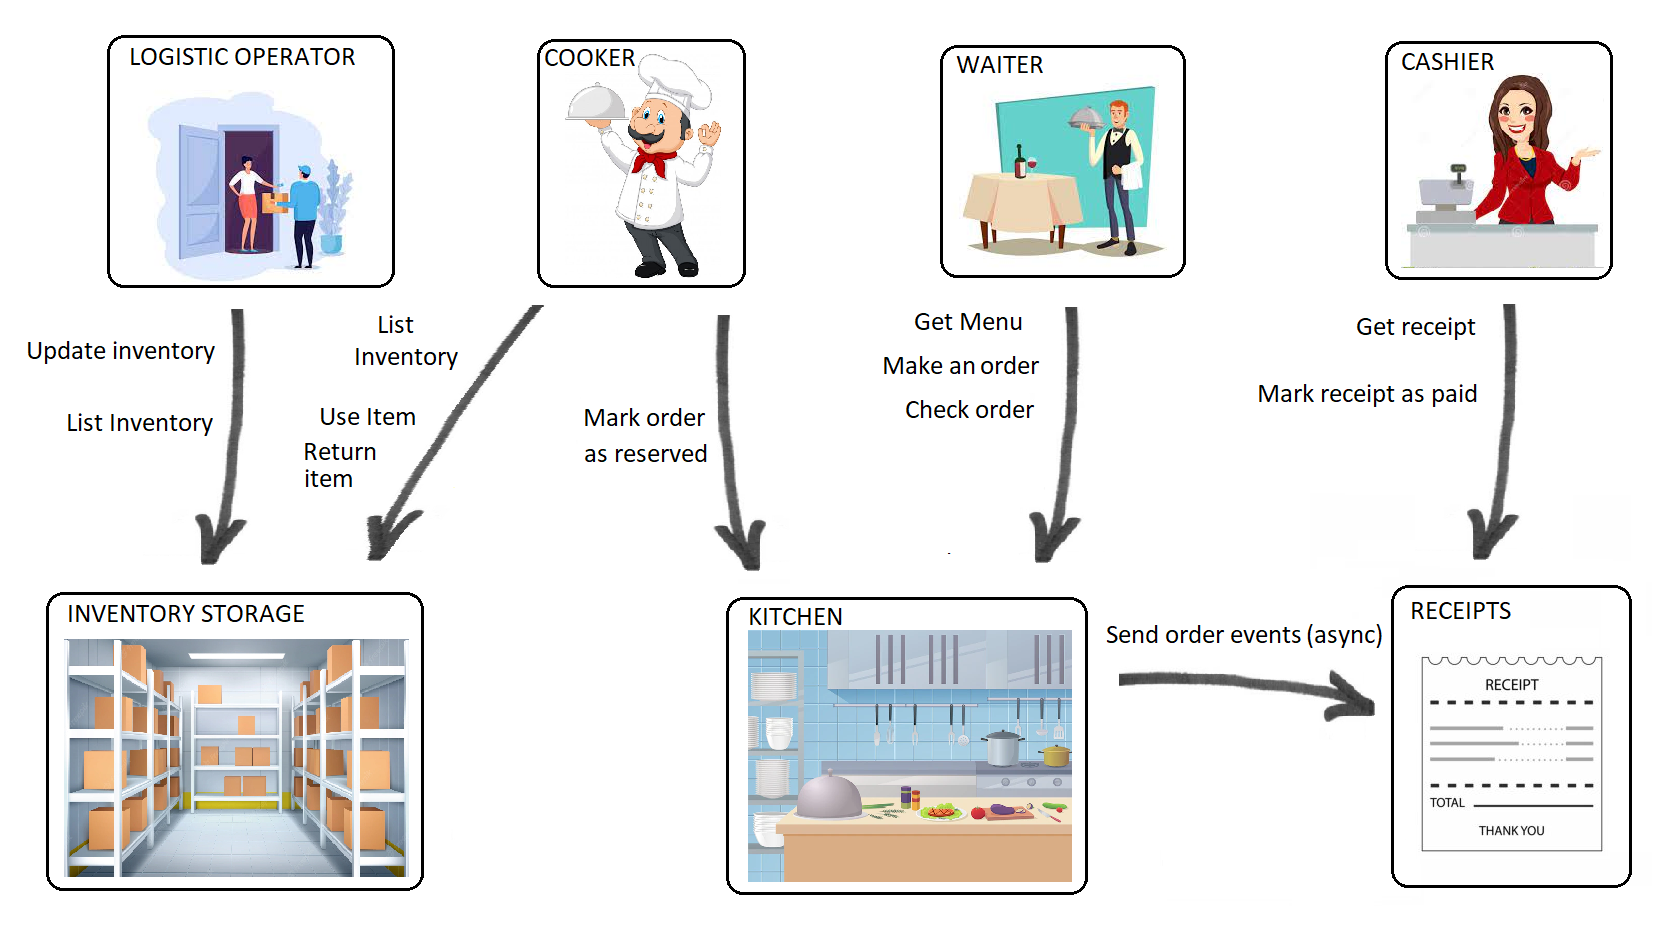 LOGISTIC OPERATOR
COOKER
WAITER
CASHIER
Update inventory
List Inventory
List
Inventory
Use Item
Return
item
Mark order
as reserved
Get Menu
Make an order
Check order
Get receipt
Mark receipt as paid
INVENTORY STORAGE
KITCHEN
Send order events (async)
RECEIPTS
RECEIPT
TOTAL
THANK YOU